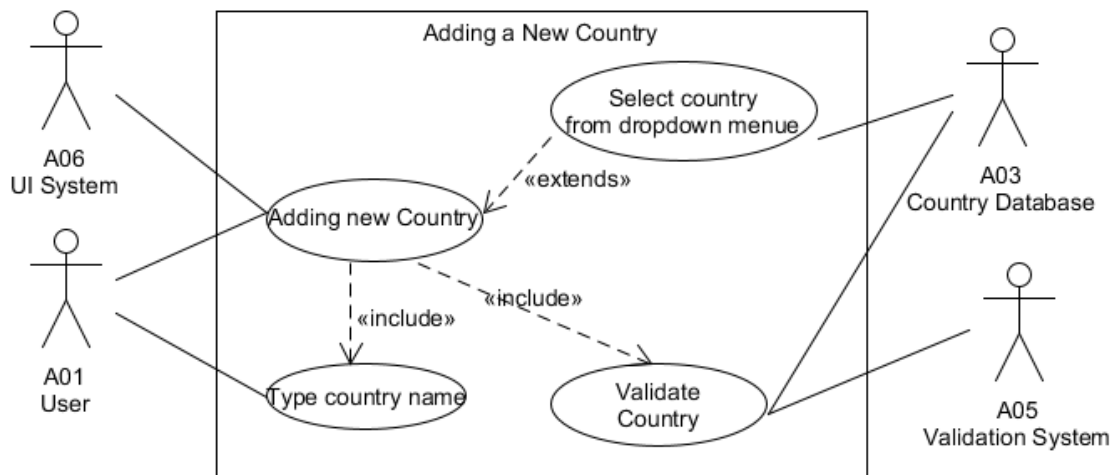 Adding a New Country
Select country
from dropdown menue
A06
UI System
«extends»
A03
Country Database
Adding new Country
«include»
«include»
A01
User
Type country name
Validate
Country
A05
Validation System